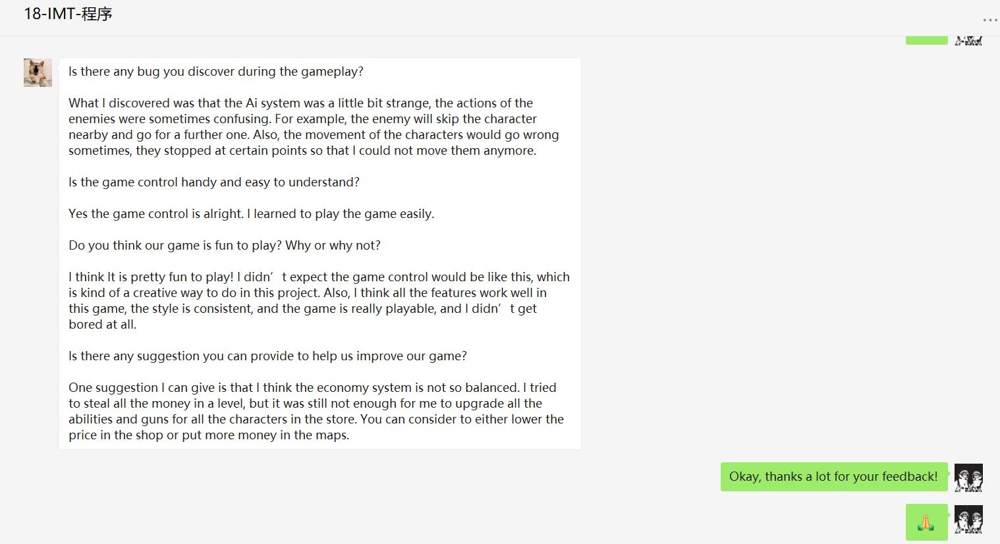 18-IMT-程序
Is there any bug you discover during the gameplay?
What I discovered was that the Ai system was a little bit strange, the actions of the
enemies were sometimes confusing. For example, the enemy will skip the character
nearby and go for a further one. Also, the movement of the characters would go wrong
sometimes, they stopped at certain points so that I could not move them anymore.
Is the game control handy and easy to understand?
Yes the game control is alright. I learned to play the game easily.
Do you think our game is fun to play? Why or why not?
I think It is pretty fun to play! I didn’t expect the game control would be like this, which
is kind of a creative way to do in this project. Also, I think all the features work well in
this game, the style is consistent, and the game is really playable, and I didn’t get
bored at all.
Is there any suggestion you can provide to help us improve our game?
One suggestion I can give is that I think the economy system is not so balanced. I tried
to steal all the money in a level, but it was still not enough for me to upgrade all the
abilities and guns for all the characters in the store. You can consider to either lower the
price in the shop or put more money in the maps.
Okay, thanks a lot for your feedback!
🙏